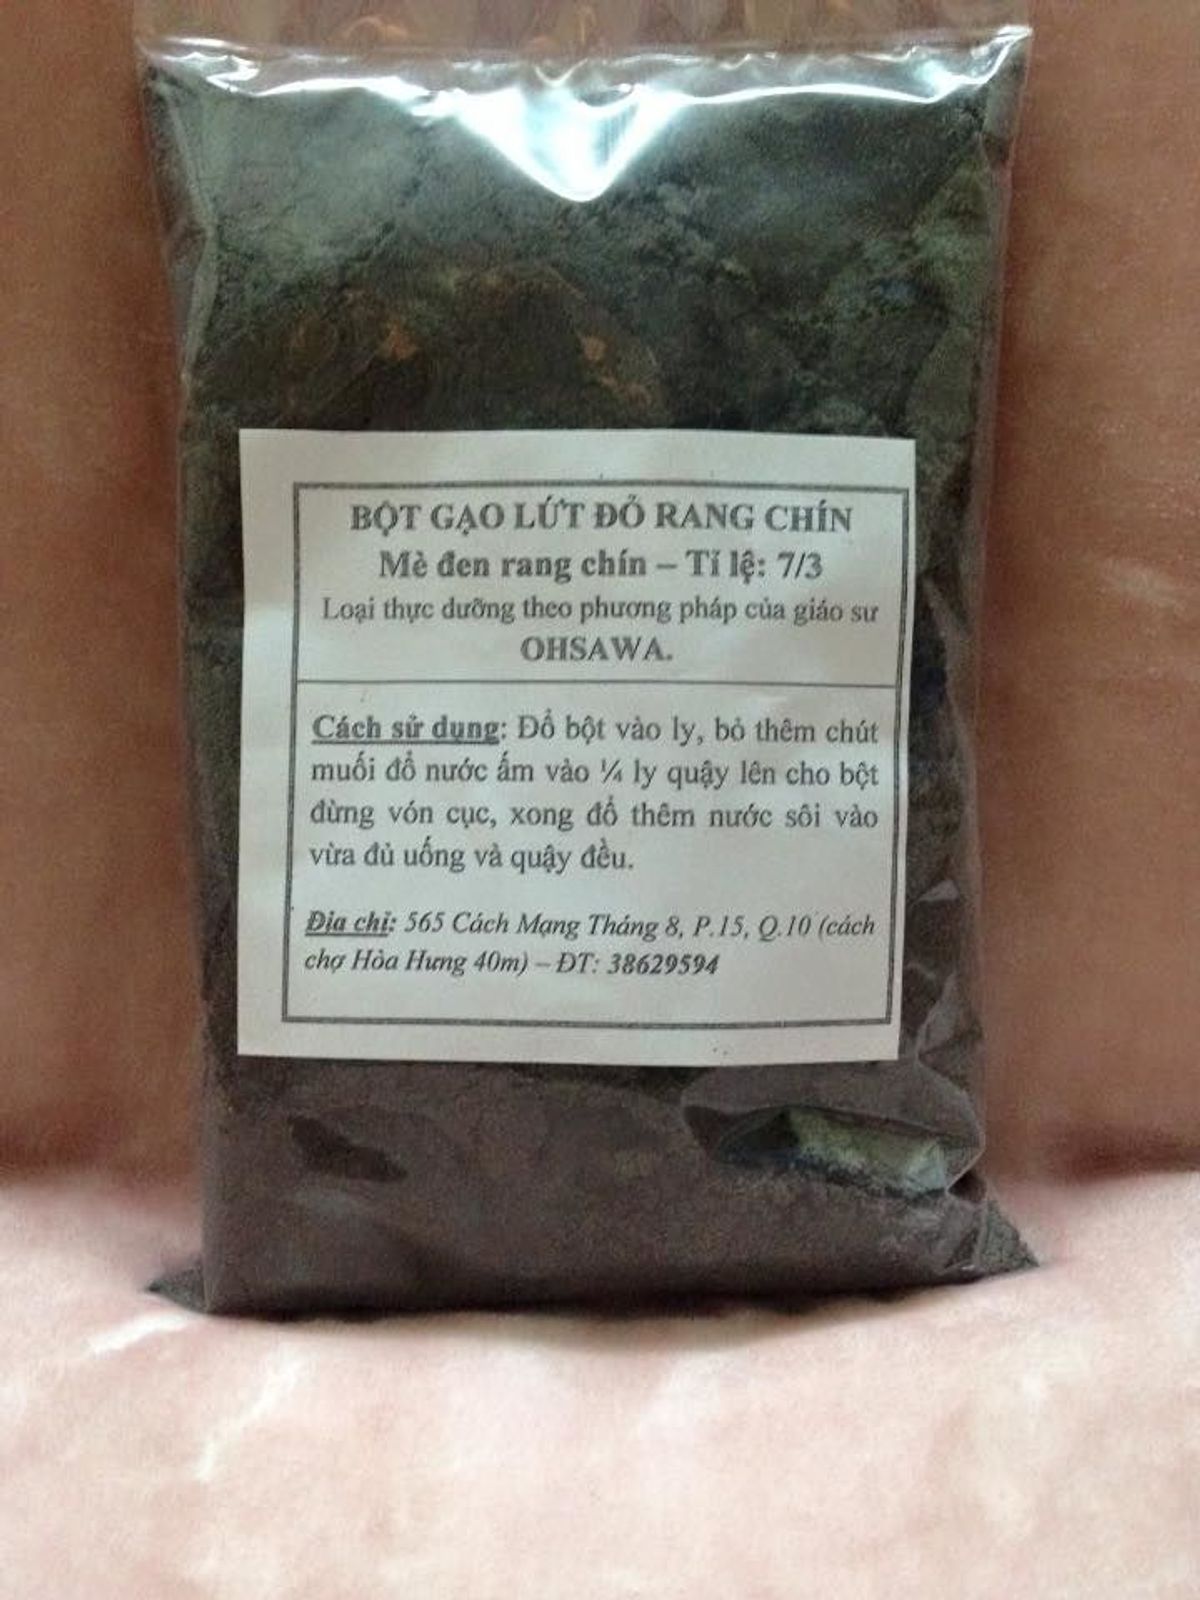 BỘT GẠO LỨT ĐỎ RANG CHÍN
Mè đen rang chín – Tỉ lệ: 7/3
Loại thực dưỡng theo phương pháp của giáo sư
OHSAWA.
Cách sử dụng: Đổ bột vào ly, bỏ thêm chút
muối đổ nước ấm vào ¼ ly quậy lên cho bột
đừng vón cục, xong đổ thêm nước sôi vào
vừa đủ uống và quậy đều.
Địa chỉ: 565 Cách Mạng Tháng 8, P.15, Q.10 (cách
chợ Hòa Hưng 40m) – ĐT: 38629594